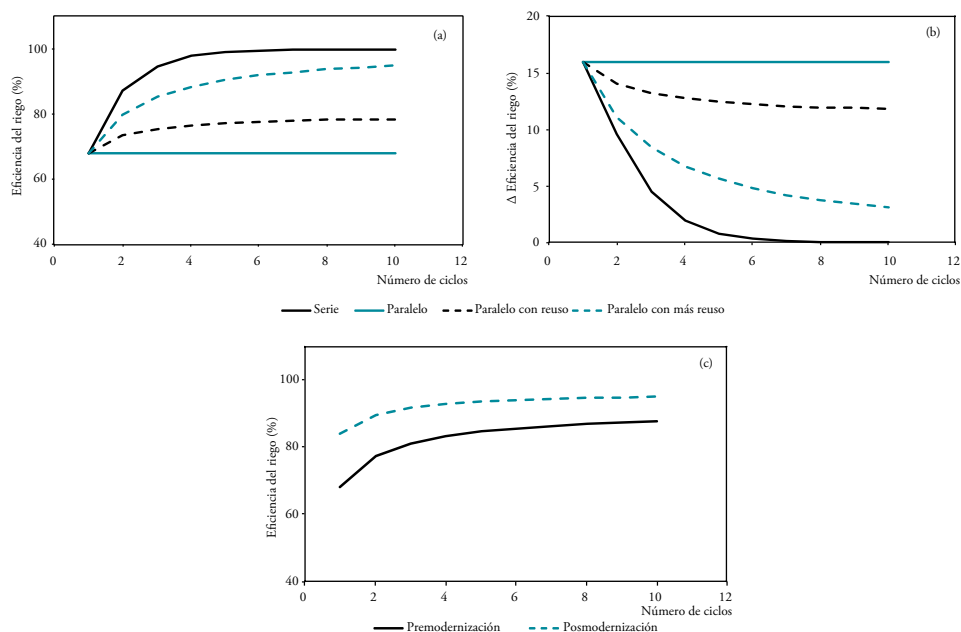 (a)
100
80
60
40
Eficiencia del riego (%)
0 2 4 6 8 10 12
Número de ciclos
(b)
20
15
10
5
0
Δ Eficiencia del riego (%)
0 2 4 6 8 10 12
Número de ciclos
Serie Paralelo Paralelo con reuso Paralelo con más reuso
(c)
100
80
60
40
Eficiencia del riego (%)
0 2 4 6 8 10 12
Número de ciclos
Premodernización Posmodernización